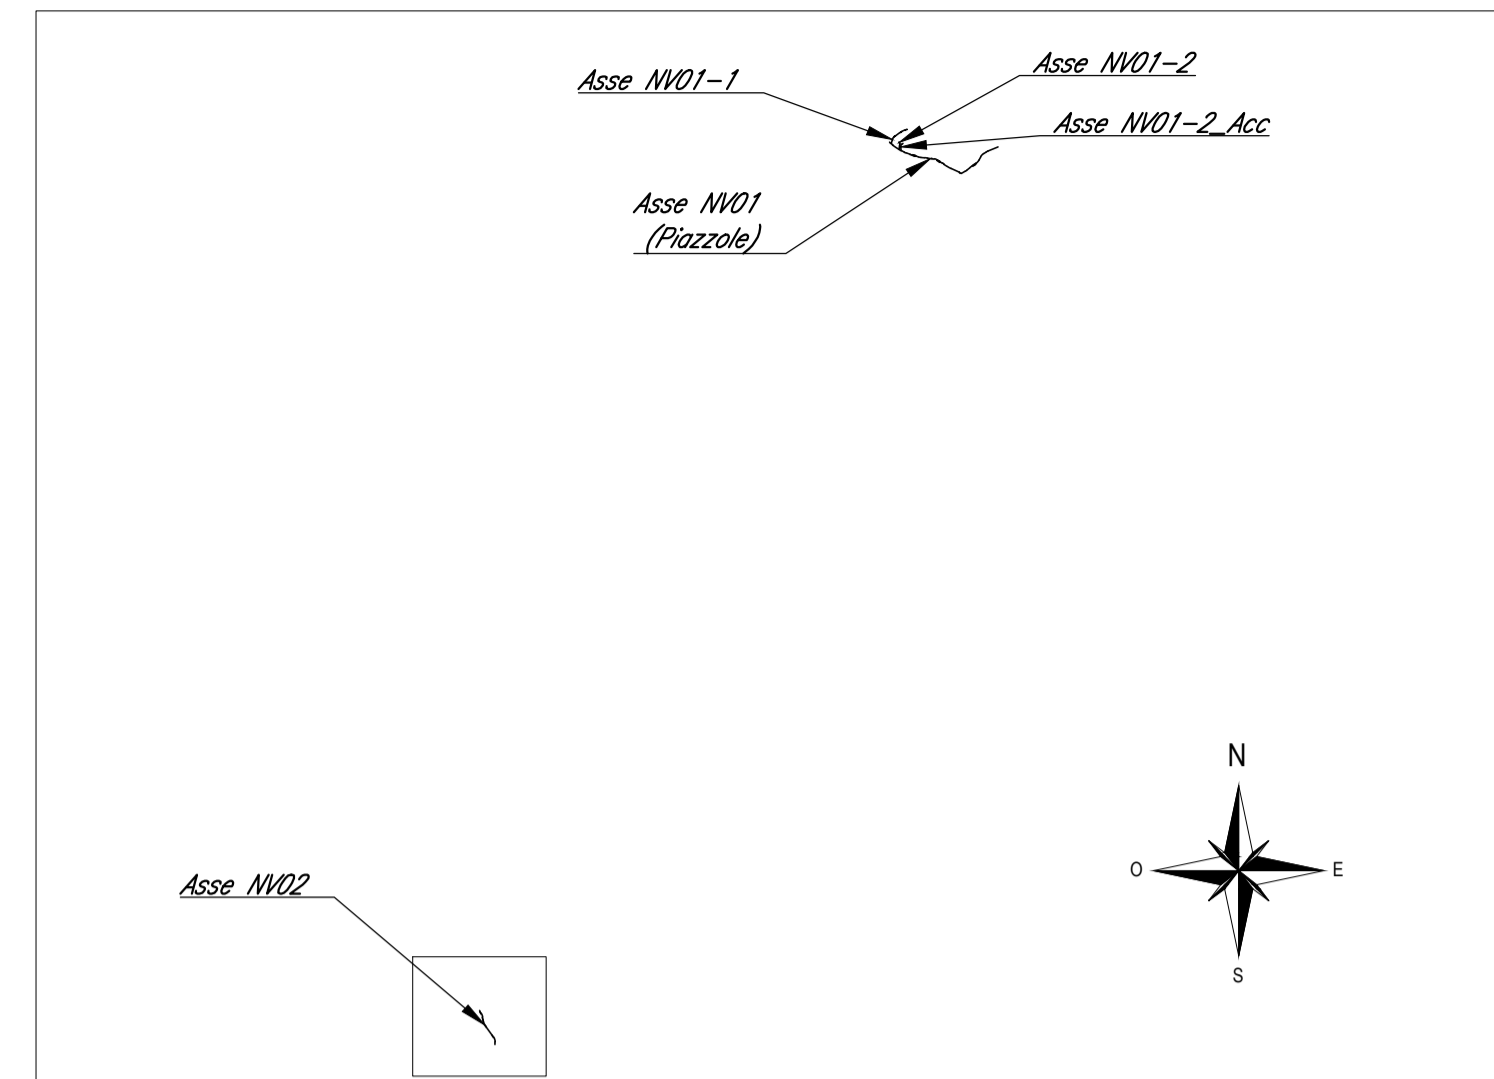 Asse NV01-1
Asse NV01-2
Asse NV01-2_Acc
Asse NV01
(Piazzole)
N
O
E
S
Asse NV02